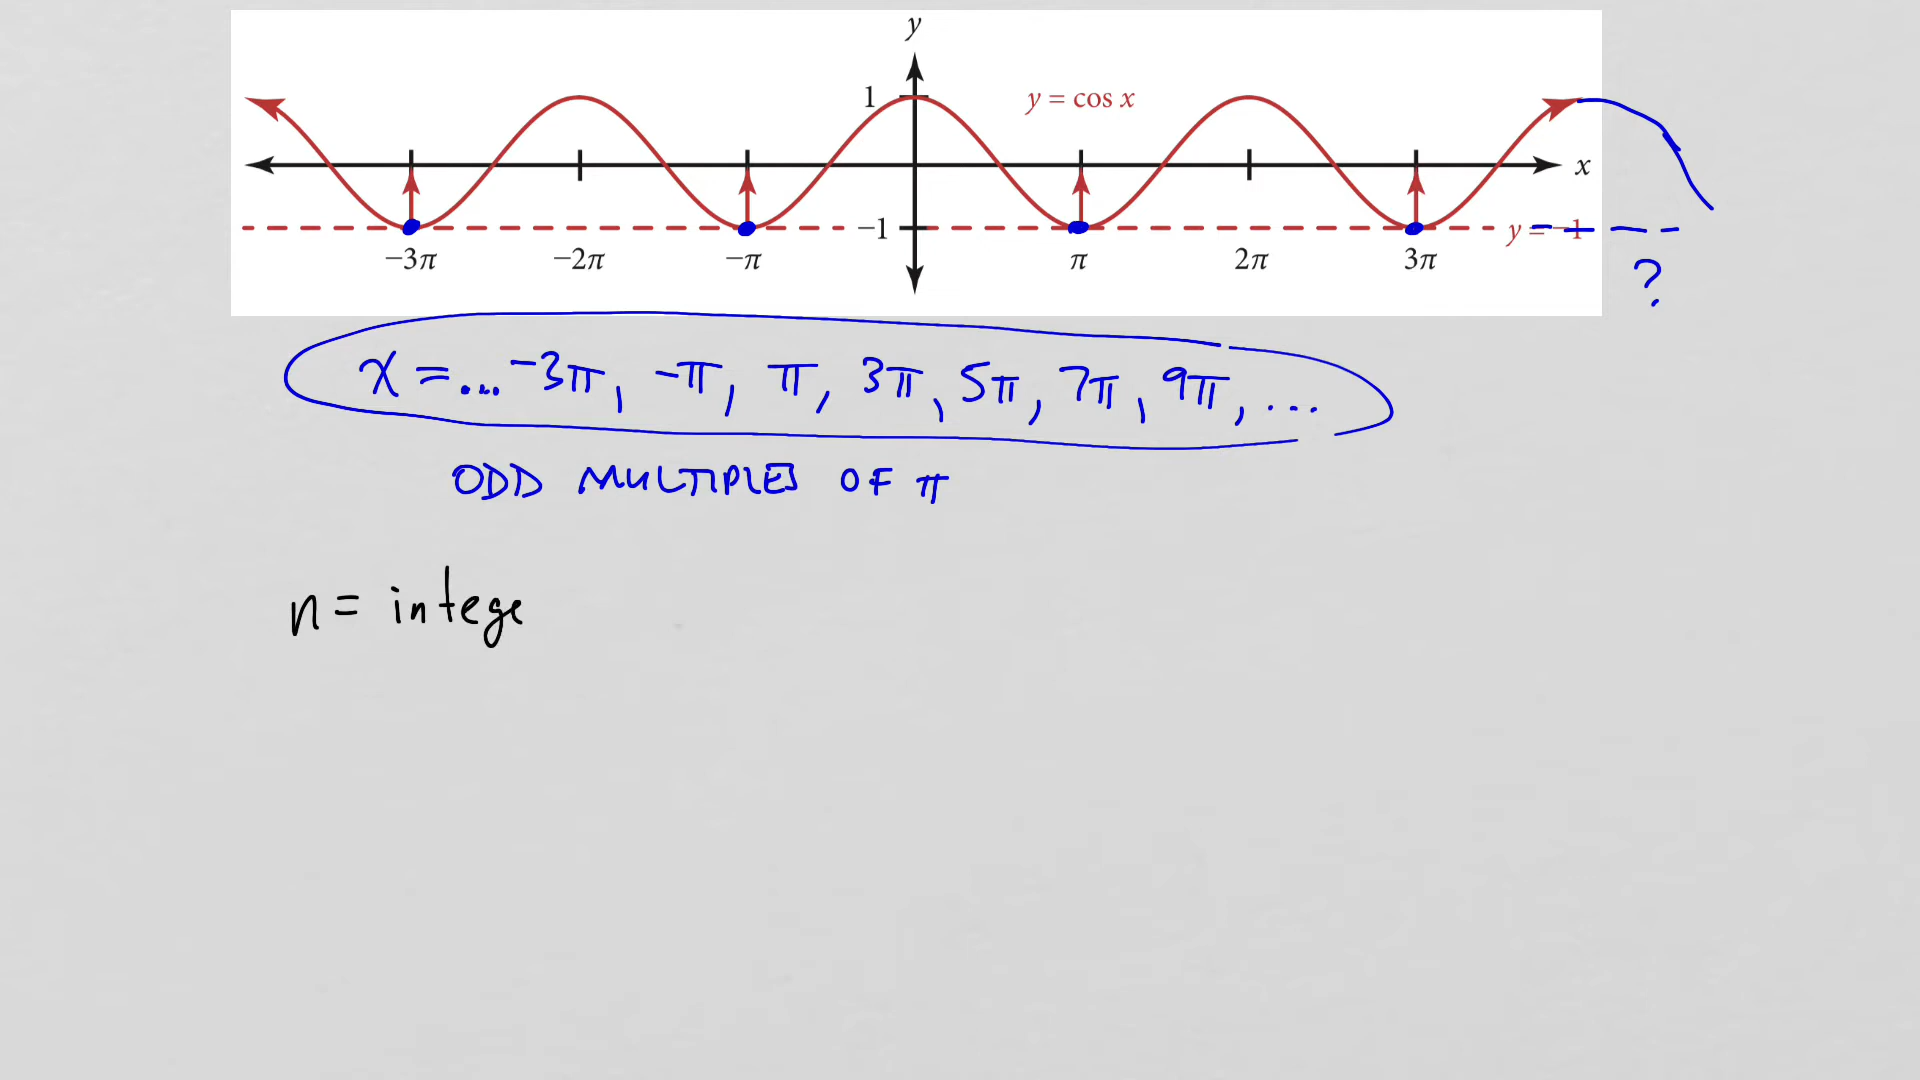 y
1
y = cos x
x
−1
y = −1
−3π −2π −π π 2π 3π
?
x = ... -3π, -π, π, 3π, 5π, 7π, 9π, ...
ODD MULTIPLES OF π
n = intege